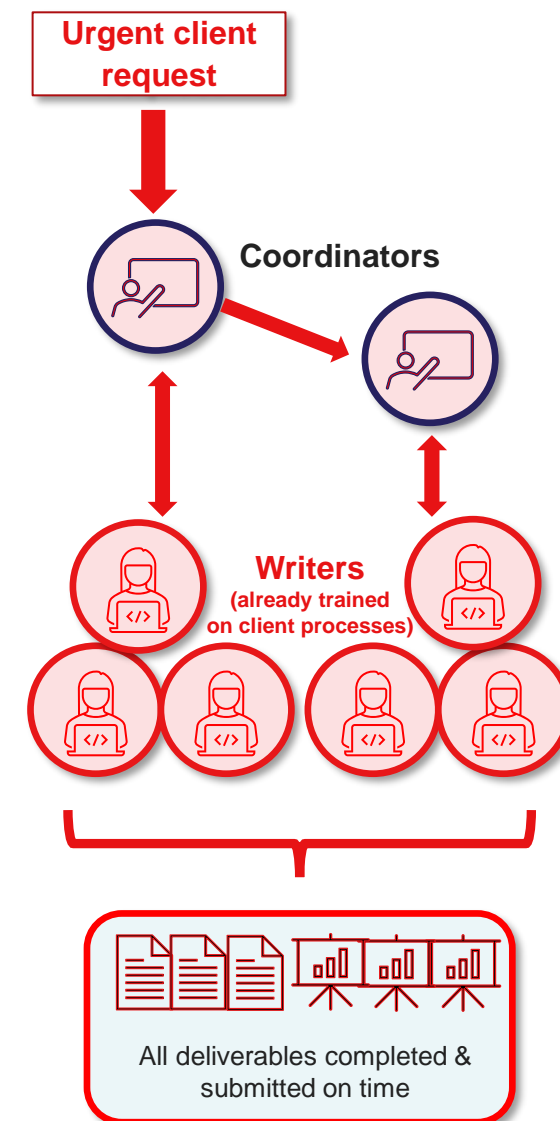 Urgent client
request
Coordinators
Writers
(already trained
on client processes)
</>
</>
</>
</>
</>
</>
All deliverables completed &
submitted on time